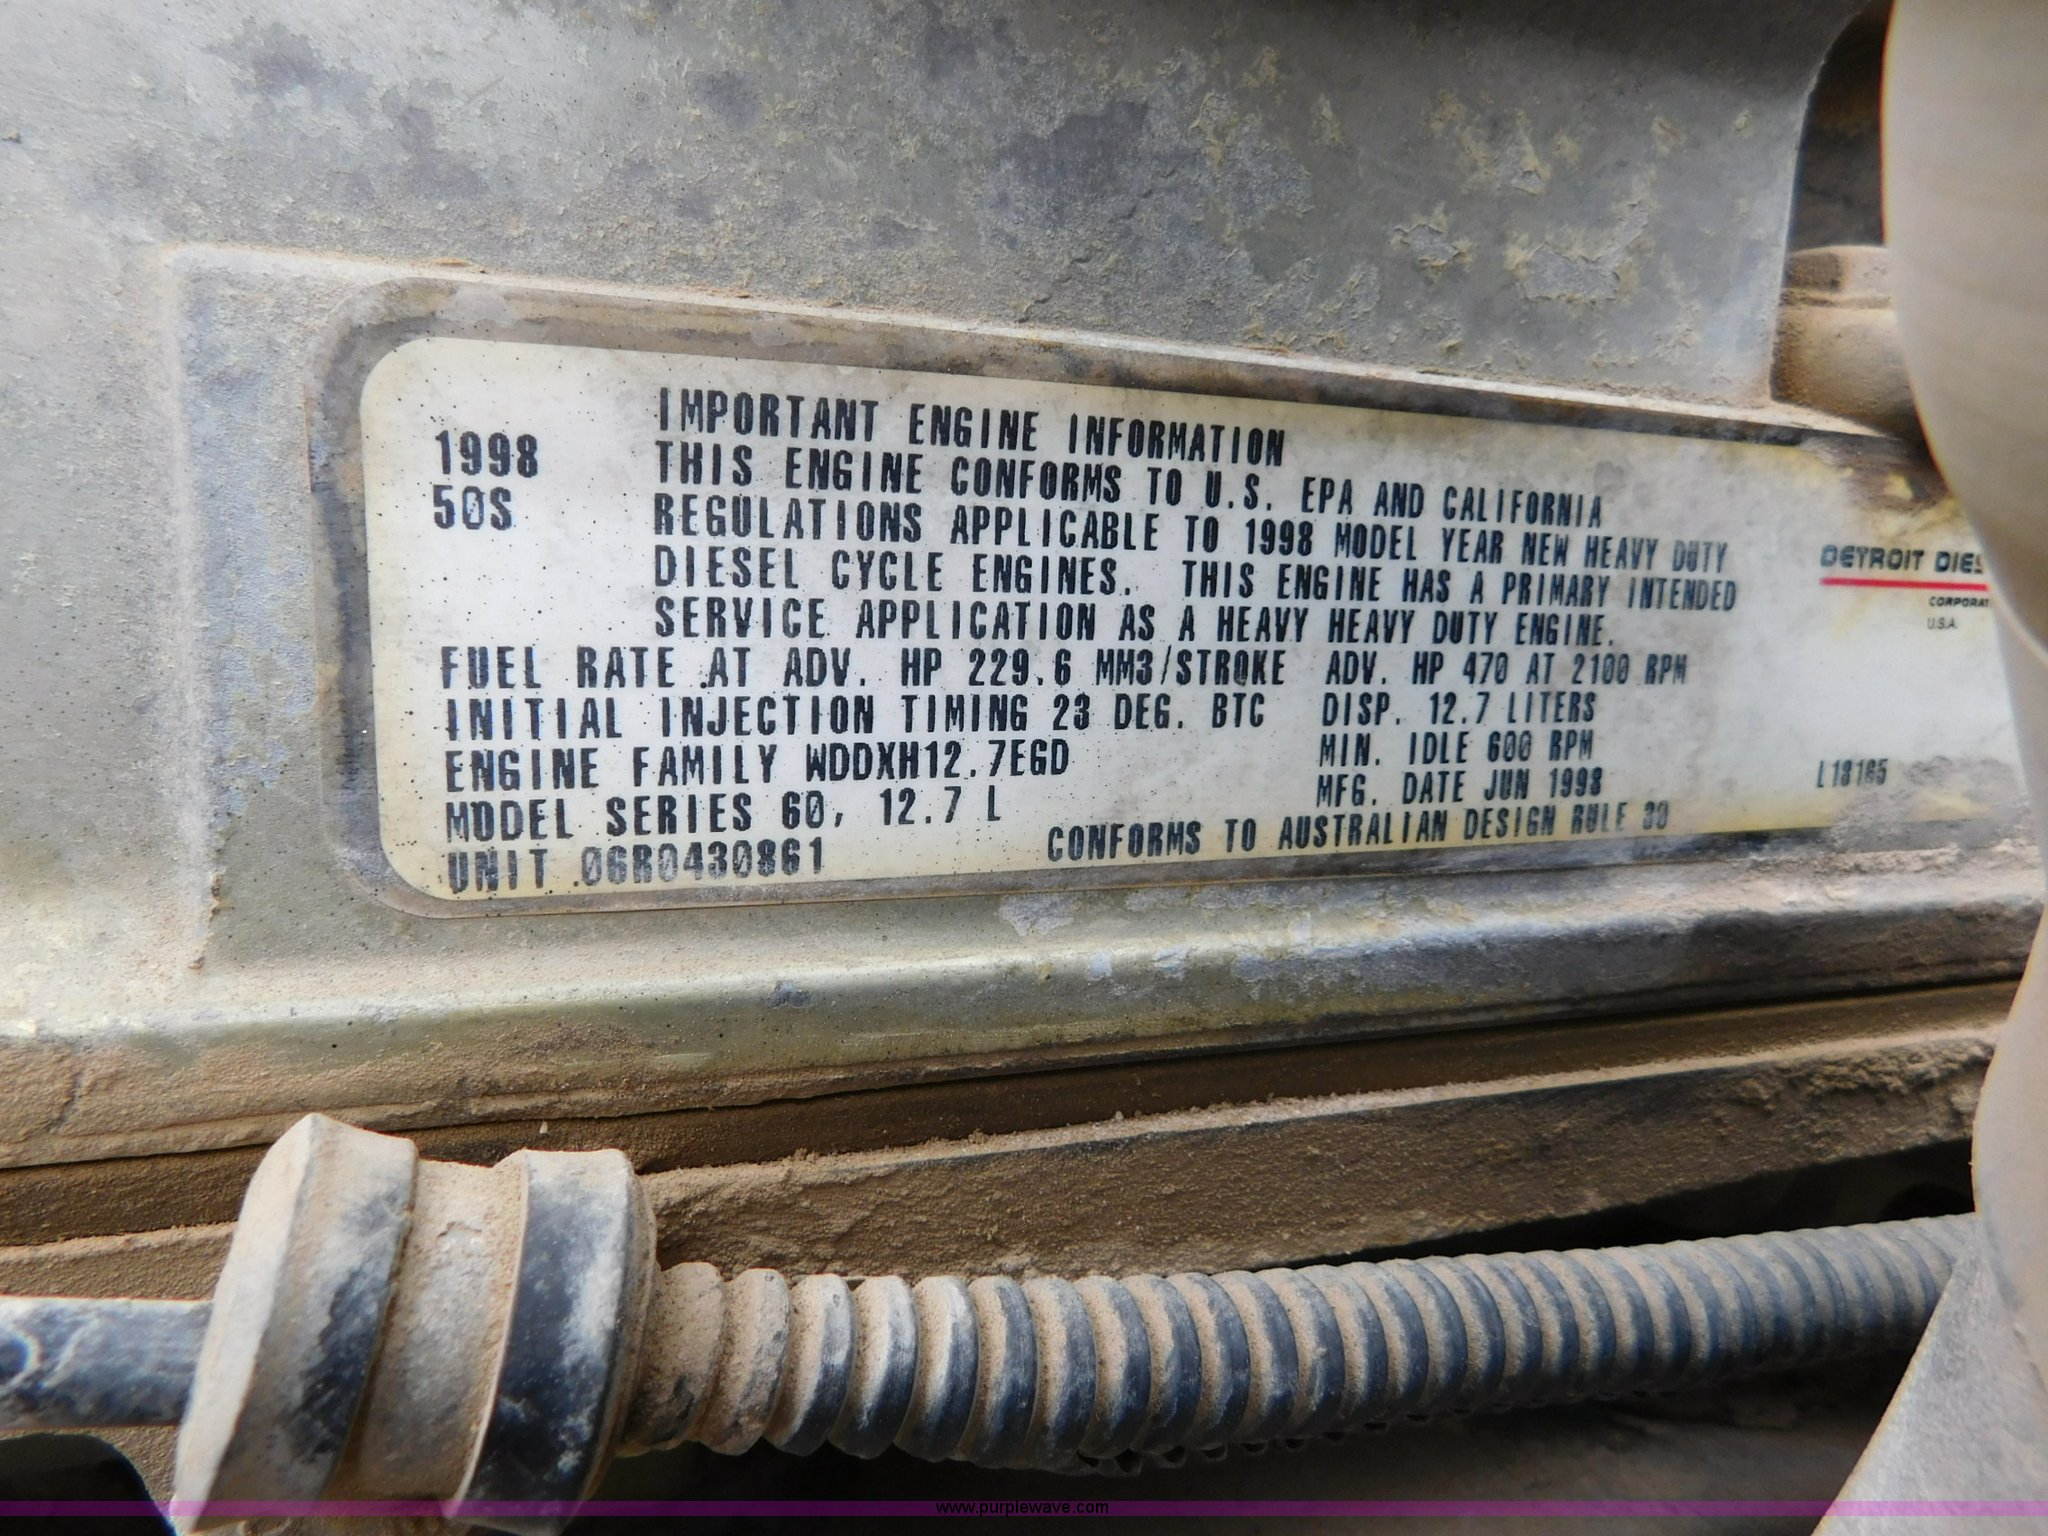 IMPORTANT ENGINE INFORMATION
1998 THIS ENGINE CONFORMS TO U.S. EPA AND CALIFORNIA
50S REGULATIONS APPLICABLE TO 1998 MODEL YEAR NEW HEAVY DUTY
DIESEL CYCLE ENGINES. THIS ENGINE HAS A PRIMARY INTENDED
SERVICE APPLICATION AS A HEAVY HEAVY DUTY ENGINE.
FUEL RATE AT ADV. HP 229.6 MM3/STROKE ADV. HP 470 AT 2100 RPM
INITIAL INJECTION TIMING 23 DEG. BTC DISP. 12.7 LITERS
ENGINE FAMILY WDDXH12.7EGD MIN. IDLE 600 RPM
MODEL SERIES 60, 12.7 L MFG. DATE JUN 1998
UNIT 06R0430861 CONFORMS TO AUSTRALIAN DESIGN RULE 30
DETROIT DIES
CORPORAT
U.S.A.
L18165
www.purplewave.com